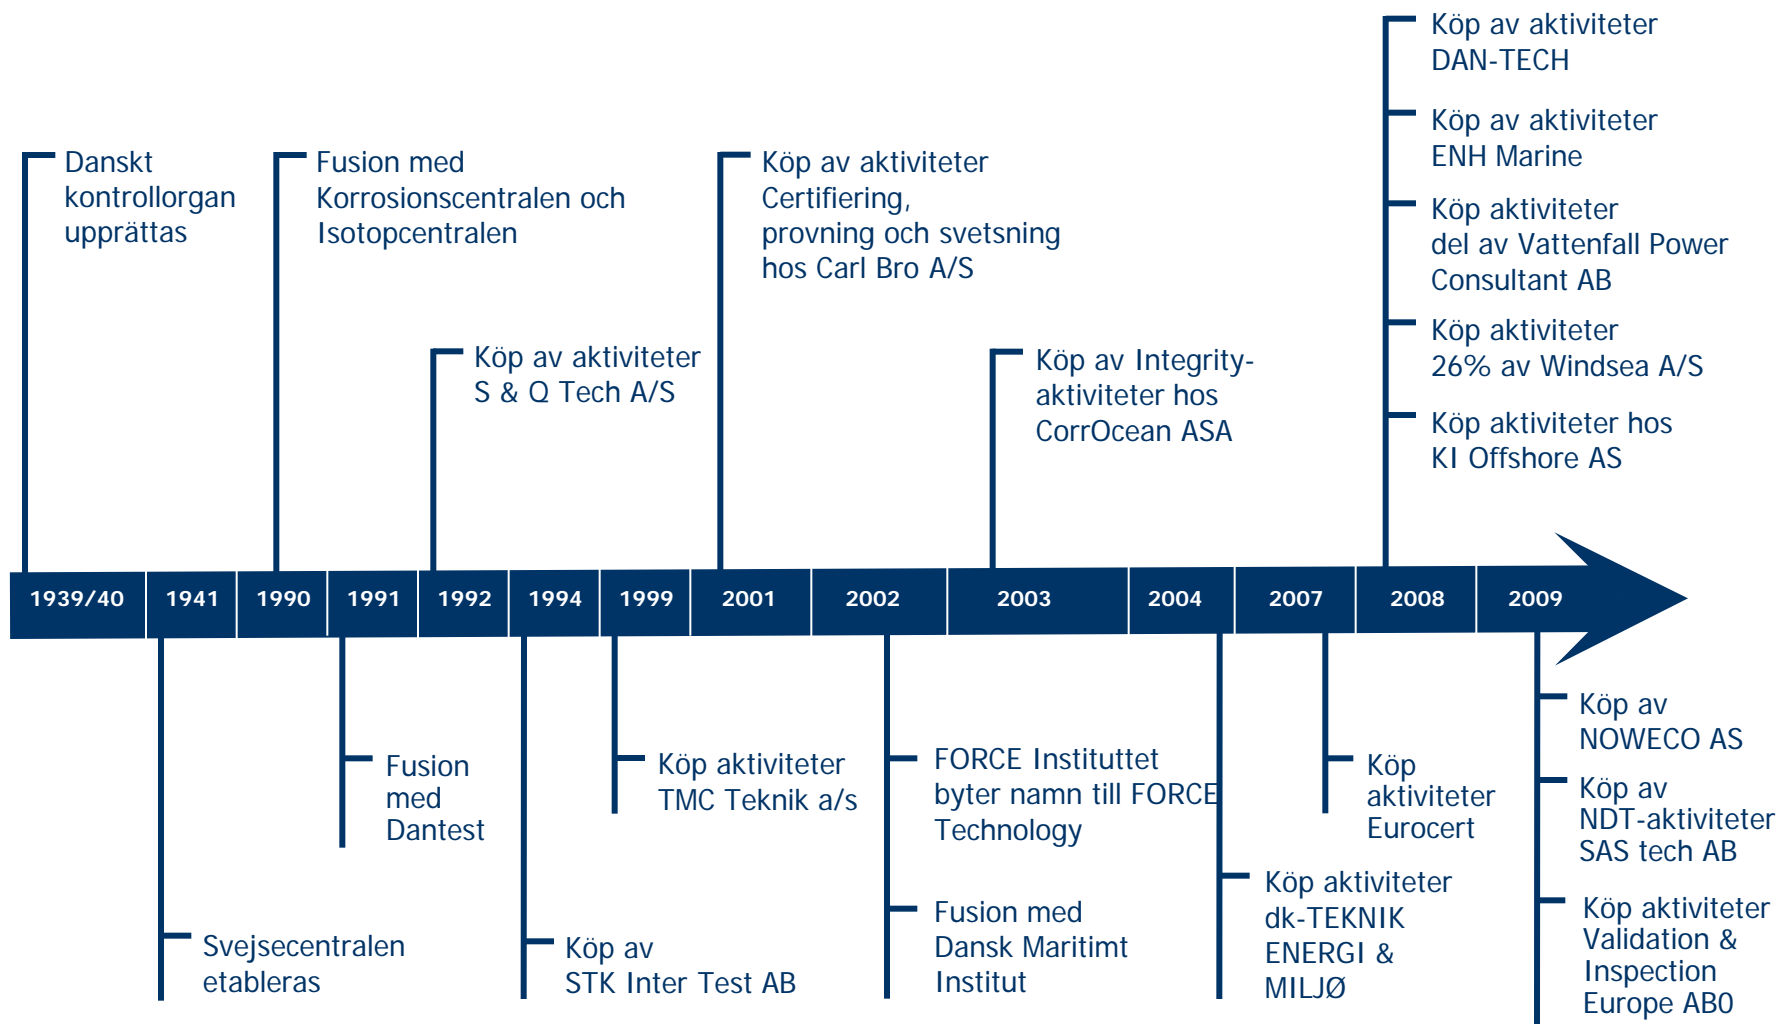 Köp av aktiviteter
DAN-TECH
Köp av aktiviteter
ENH Marine
Köp aktiviteter
del av Vattenfall Power
Consultant AB
Köp aktiviteter
26% av Windsea A/S
Köp aktiviteter hos
KI Offshore AS
Danskt
kontrollorgan
upprättas
Fusion med
Korrosionscentralen och
Isotopcentralen
Köp av aktiviteter
S & Q Tech A/S
Köp av aktiviteter
Certifiering,
provning och svetsning
hos Carl Bro A/S
Köp av Integrity-
aktiviteter hos
CorrOcean ASA
1939/40 1941 1990 1991 1992 1994 1999 2001 2002 2003 2004 2007 2008 2009
Svejsecentralen
etableras
Fusion
med
Dantest
Köp av
STK Inter Test AB
Köp aktiviteter
TMC Teknik a/s
FORCE Instituttet
byter namn till FORCE
Technology
Fusion med
Dansk Maritimt
Institut
Köp aktiviteter
dk-TEKNIK
ENERGI &
MILJØ
Köp
aktiviteter
Eurocert
Köp av
NOWECO AS
Köp av
NDT-aktiviteter
SAS tech AB
Köp aktiviteter
Validation &
Inspection
Europe AB0